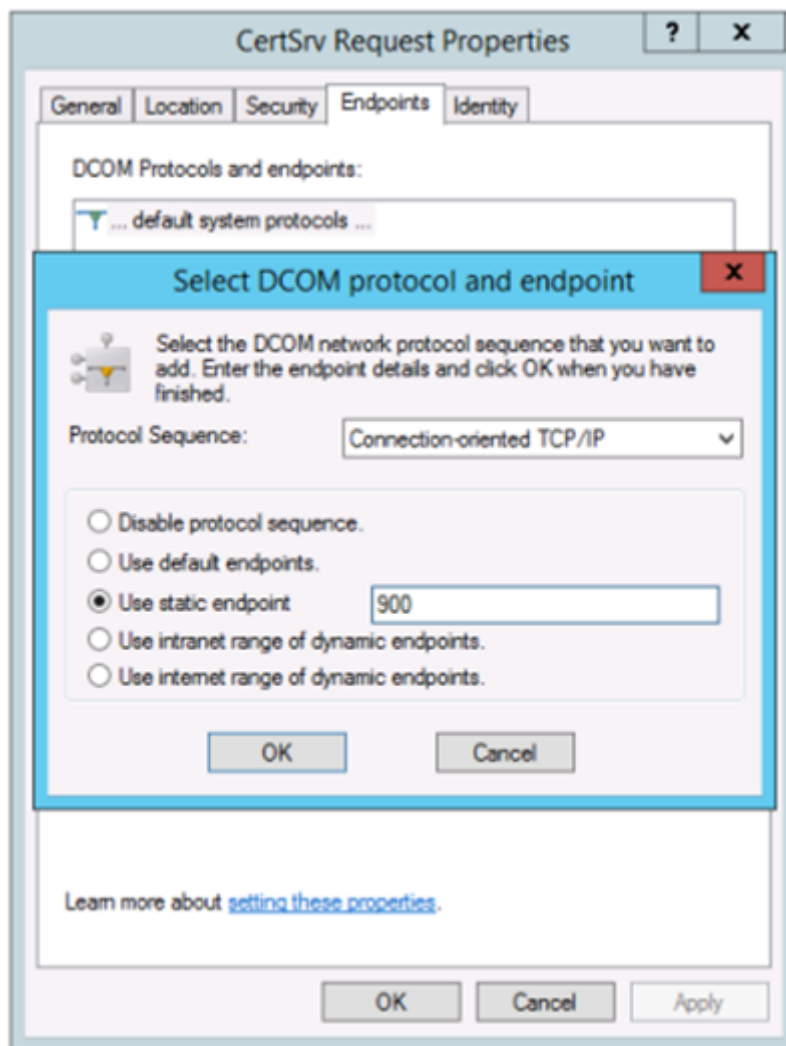 CertSrv Request Properties
? x
General Location Security Endpoints Identity
DCOM Protocols and endpoints:
... default system protocols ...
Select DCOM protocol and endpoint
x
Select the DCOM network protocol sequence that you want to
add. Enter the endpoint details and click OK when you have
finished.
Protocol Sequence: Connection-oriented TCP/IP
Disable protocol sequence.
Use default endpoints.
Use static endpoint 900
Use intranet range of dynamic endpoints.
Use internet range of dynamic endpoints.
OK Cancel
Learn more about setting these properties.
OK Cancel Apply